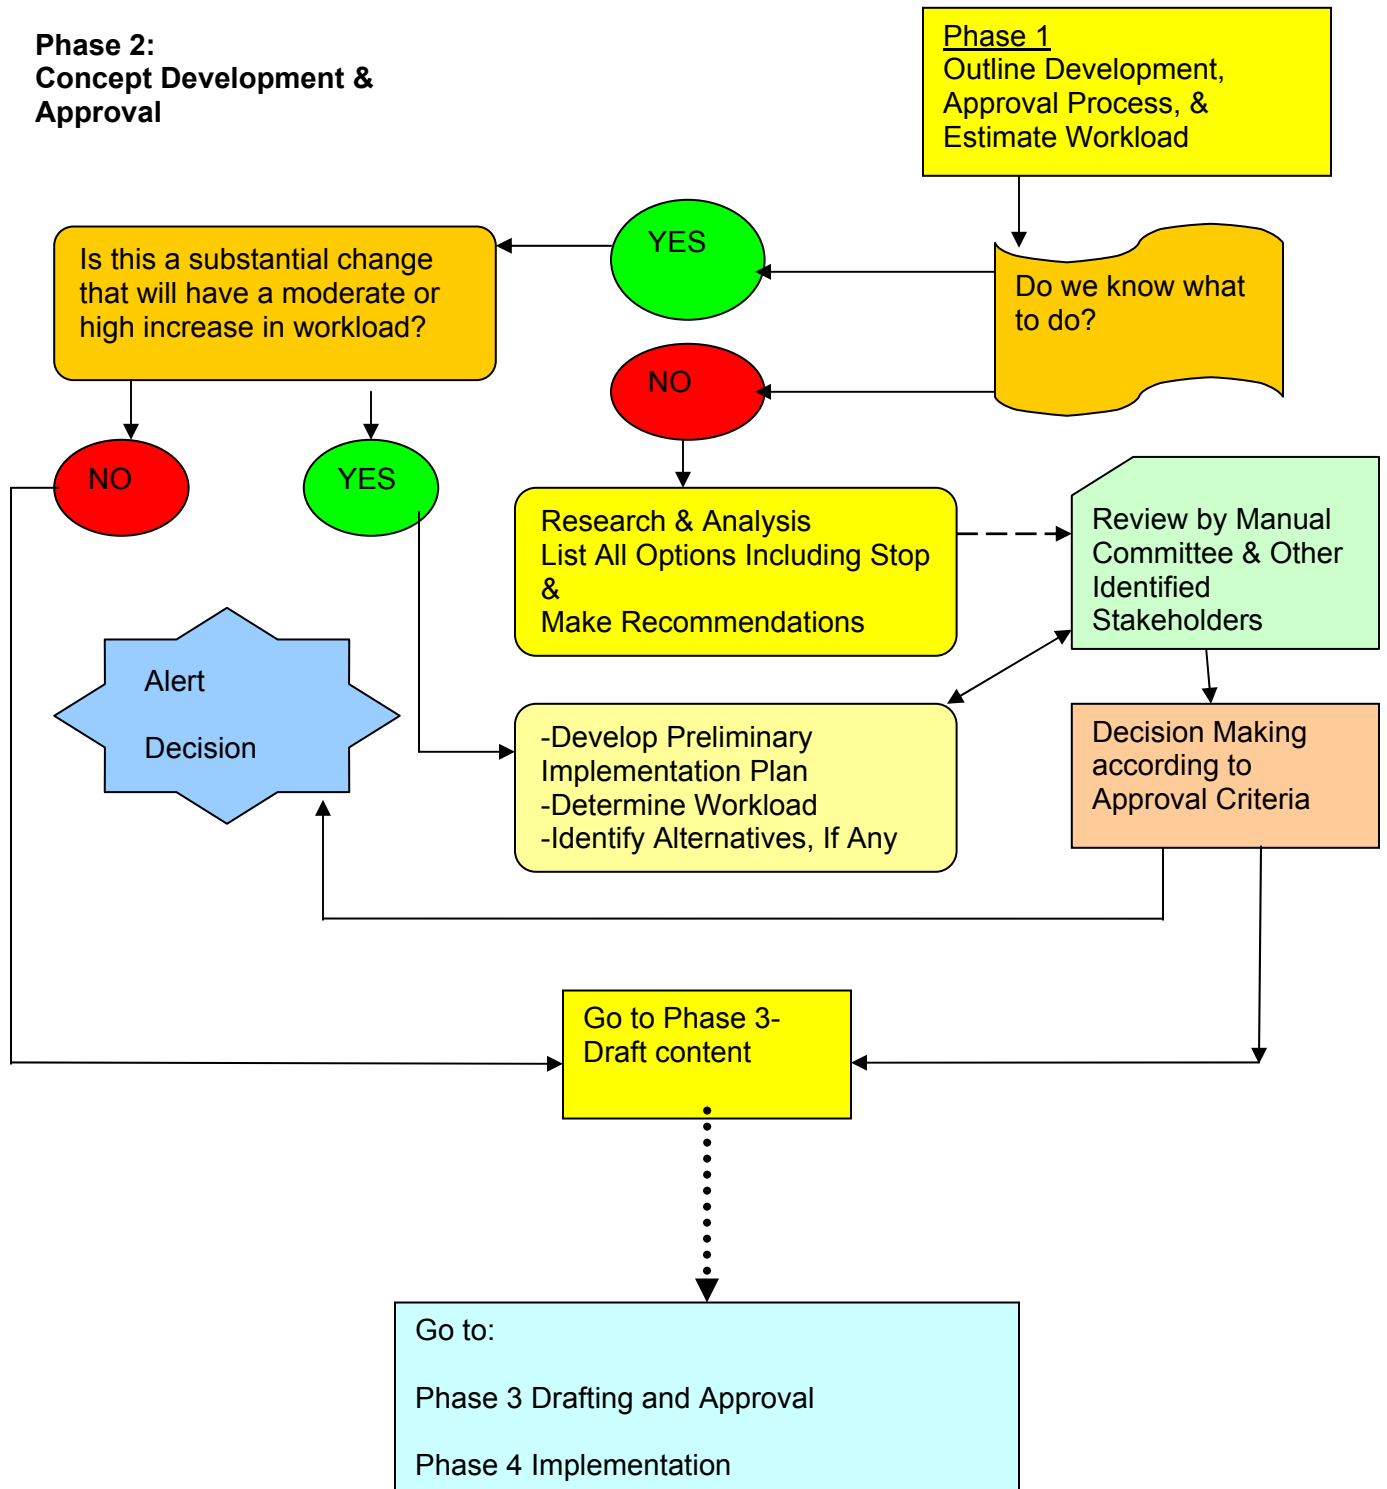 Phase 2:
Concept Development &
Approval
Phase 1
Outline Development,
Approval Process, &
Estimate Workload
YES
Is this a substantial change
that will have a moderate or
high increase in workload?
Do we know what
to do?
NO
NO
YES
Research & Analysis
List All Options Including Stop
&
Make Recommendations
Review by Manual
Committee & Other
Identified
Stakeholders
Alert
Decision
-Develop Preliminary
Implementation Plan
-Determine Workload
-Identify Alternatives, If Any
Decision Making
according to
Approval Criteria
Go to Phase 3-
Draft content
Go to:
Phase 3 Drafting and Approval
Phase 4 Implementation